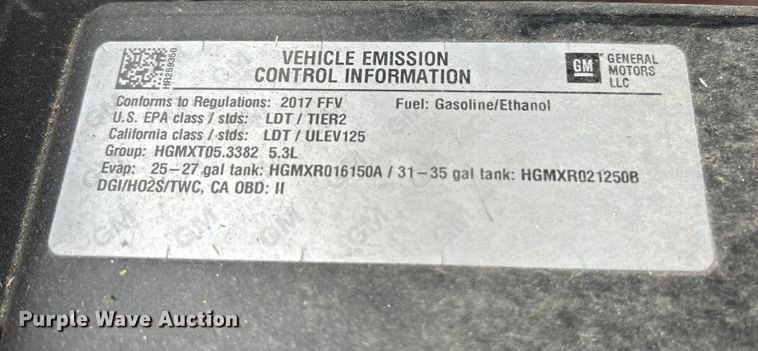 HR259350
VEHICLE EMISSION
CONTROL INFORMATION
GM
GENERAL
MOTORS
LLC
Conforms to Regulations: 2017 FFV Fuel: Gasoline/Ethanol
U.S. EPA class / stds: LDT / TIER2
California class / stds: LDT / ULEV125
Group: HGMXT05.3382 5.3L
Evap: 25-27 gal tank: HGMXR016150A / 31-35 gal tank: HGMXR021250B
DGI/HO2S/TWC, CA OBD: II
Purple Wave Auction